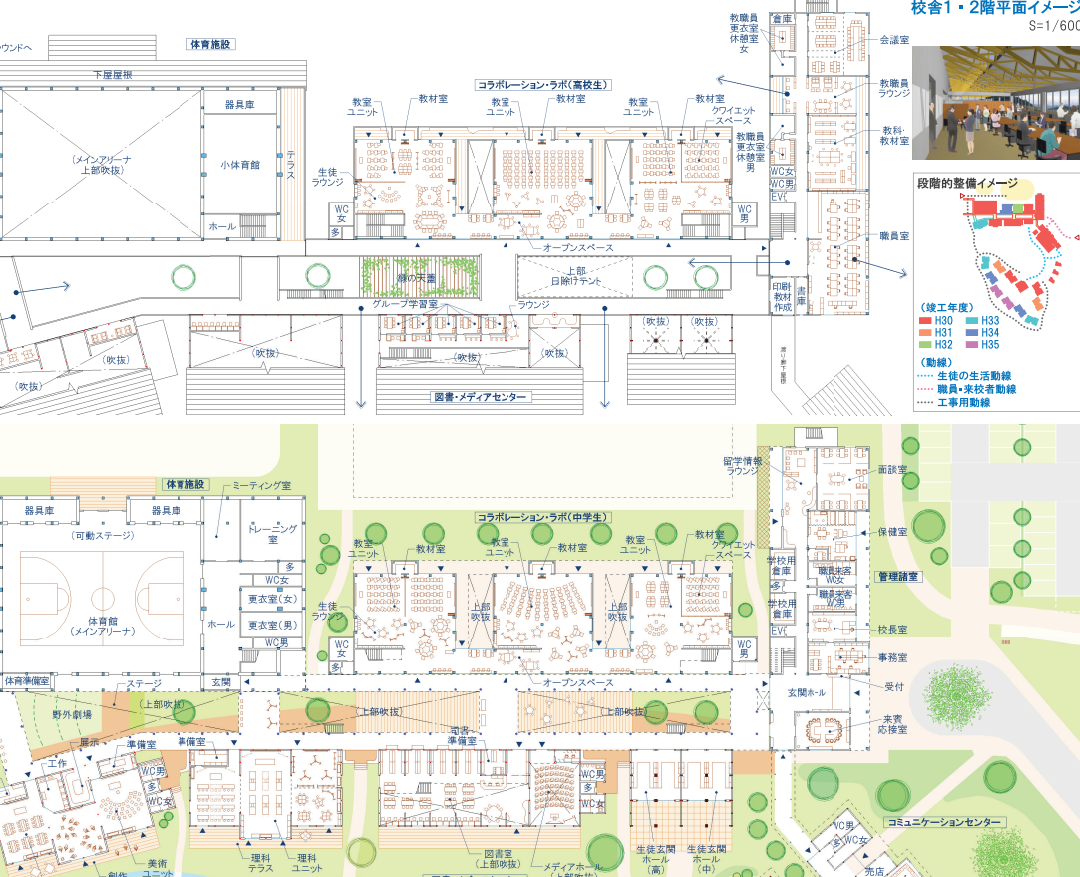 校舎1・2階平面イメージ
S=1/600
体育施設
下屋屋根
器具庫
(メインアリーナ
上部吹抜)
小体育館
テラス
ホール
コラボレーション・ラボ(高校生)
教室
ユニット
教材室
教室
ユニット
教材室
教室
ユニット
教材室
クワイエット
スペース
生徒
ラウンジ
WC
女
多
WC
男
オープンスペース
教職員
更衣室
休憩室
女
倉庫
会議室
教職員
ラウンジ
教科・
教材室
教職員
更衣室
休憩室
男
WC女
WC男
EV
職員室
印刷・
教材
作成
書庫
緑の天蓋
上部
日除けテント
グループ学習室
ラウンジ
(吹抜)
(吹抜)
(吹抜)
(吹抜)
(吹抜)
(吹抜)
(吹抜)
渡り廊下屋根
図書・メディアセンター
段階的整備イメージ
(竣工年度)
H30
H33
H31
H34
H32
H35
(動線)
生徒の生活動線
職員・来校者動線
工事用動線
体育施設
ミーティング室
器具庫
器具庫
(可動ステージ)
トレーニング
室
多
WC女
更衣室(女)
更衣室(男)
WC男
ホール
体育館
(メインアリーナ)
体育準備室
ステージ
玄関
コラボレーション・ラボ(中学生)
教室
ユニット
教材室
教室
ユニット
教材室
教室
ユニット
教材室
クワイエット
スペース
生徒
ラウンジ
上部
吹抜
上部
吹抜
WC
女
多
WC
男
オープンスペース
留学情報
ラウンジ
面談室
保健室
学校用
倉庫
職員来客
WC女
多
職員来客
W男
学校用
倉庫
管理諸室
EV
校長室
事務室
玄関ホール
受付
来賓
応接室
野外劇場
(上部吹抜)
(上部吹抜)
(上部吹抜)
展示
準備室
準備室
工作
WC男
多
WC女
司書
準備室
WC男
多
WC女
理科
テラス
理科
ユニット
美術
ユニット
創作
図書室
(上部吹抜)
メディアホール
(上部吹抜)
生徒玄関
ホール
(高)
生徒玄関
ホール
(中)
コミュニケーションセンター
WC男
多
WC女
売店